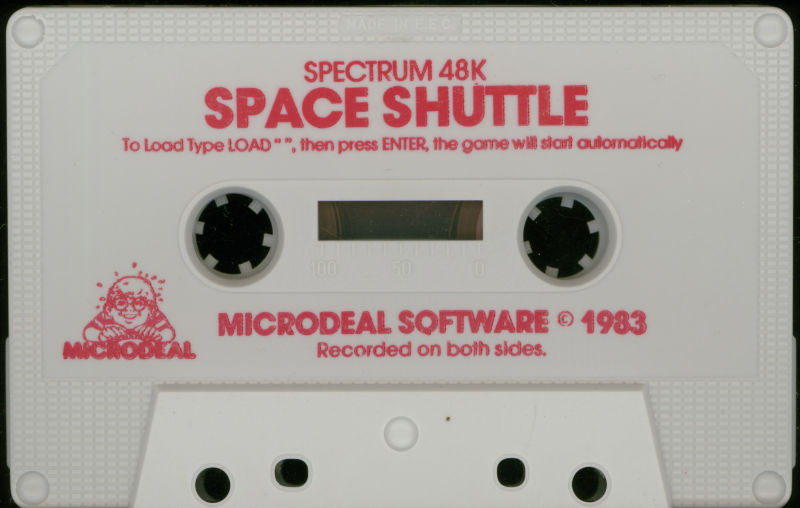 MADE IN E.E.C
SPECTRUM 48K
SPACE SHUTTLE
To Load Type LOAD “ ”, then press ENTER, the game will start automatically
100 50 0
MICRODEAL
MICRODEAL SOFTWARE © 1983
Recorded on both sides.